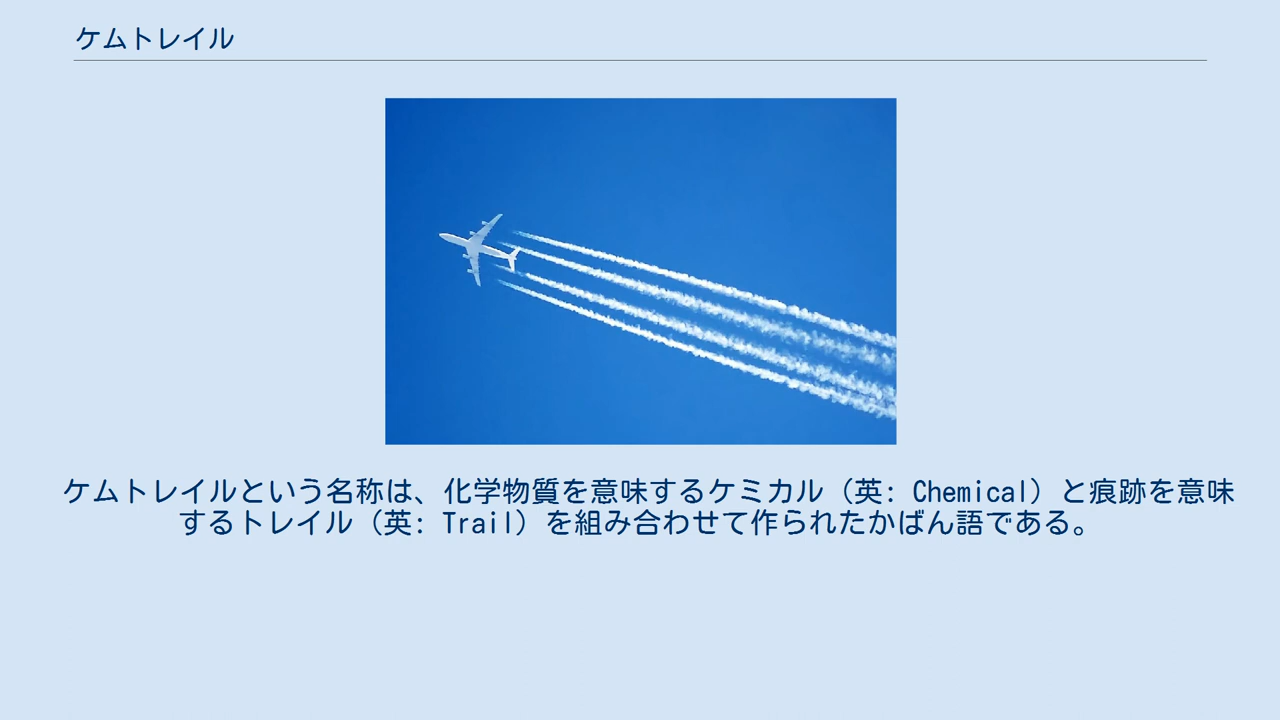 ケムトレイル
ケムトレイルという名称は、化学物質を意味するケミカル（英: Chemical）と痕跡を意味
するトレイル（英: Trail）を組み合わせて作られたかばん語である。